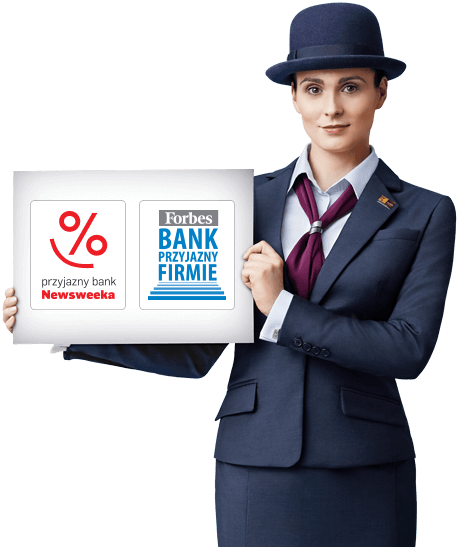 %
przyjazny bank
Newsweeka
Forbes
BANK
PRZYJAZNY
FIRMIE